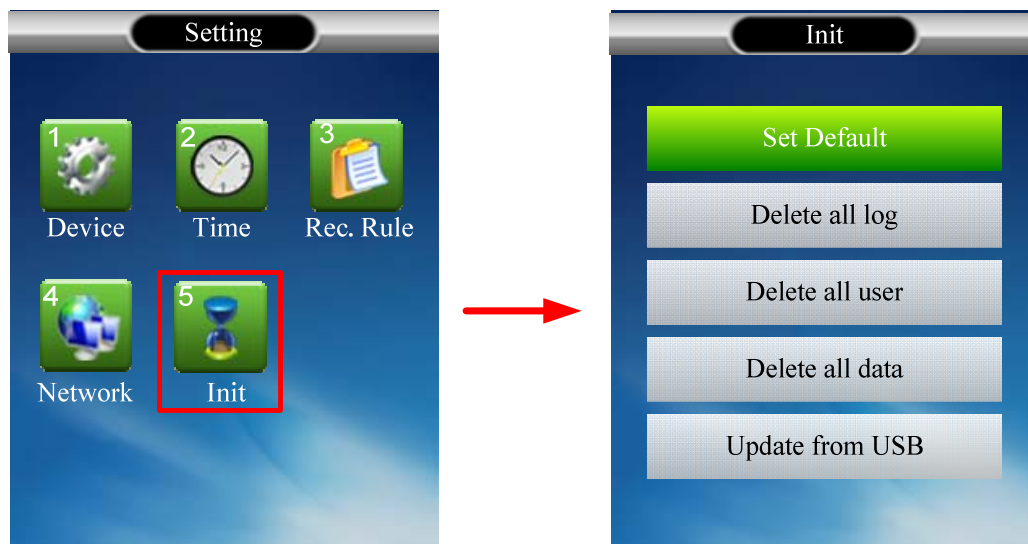 Setting
1
2
3
Device
Time
Rec. Rule
4
5
Network
Init
Init
Set Default
Delete all log
Delete all user
Delete all data
Update from USB